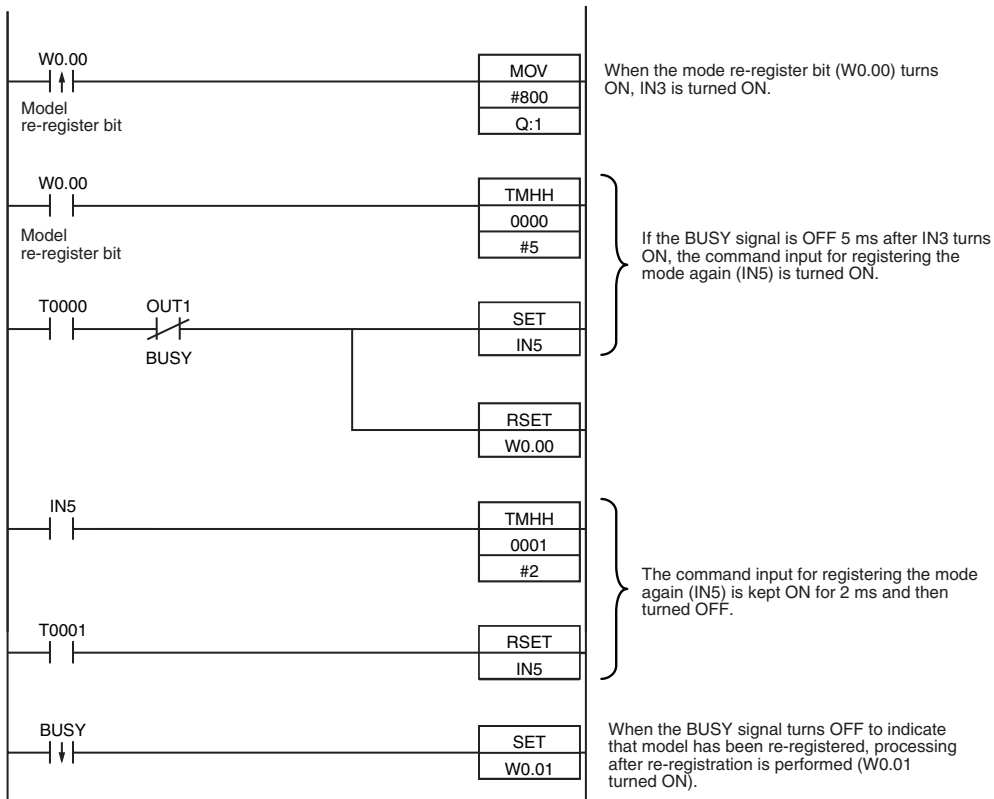 W0.00
Model
re-register bit
MOV
#800
Q:1
When the mode re-register bit (W0.00) turns
ON, IN3 is turned ON.
W0.00
Model
re-register bit
TMHH
0000
#5
If the BUSY signal is OFF 5 ms after IN3 turns
ON, the command input for registering the
mode again (IN5) is turned ON.
T0000
OUT1
BUSY
SET
IN5
RSET
W0.00
IN5
TMHH
0001
#2
The command input for registering the mode
again (IN5) is kept ON for 2 ms and then
turned OFF.
T0001
RSET
IN5
BUSY
SET
W0.01
When the BUSY signal turns OFF to indicate
that model has been re-registered, processing
after re-registration is performed (W0.01
turned ON).